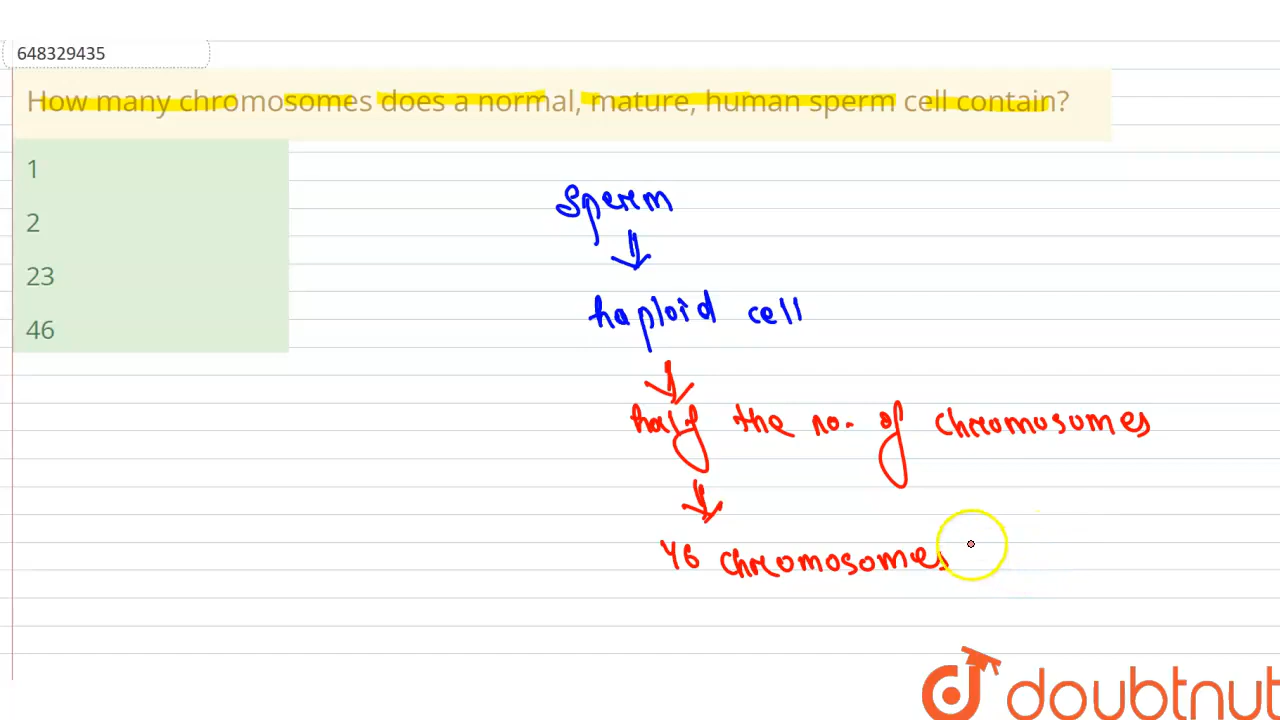 648329435
How many chromosomes does a normal, mature, human sperm cell contain?
1
2
23
46
Sperm
haploid cell
half the no. of chromosomes
46 chromosomes
doubtnut